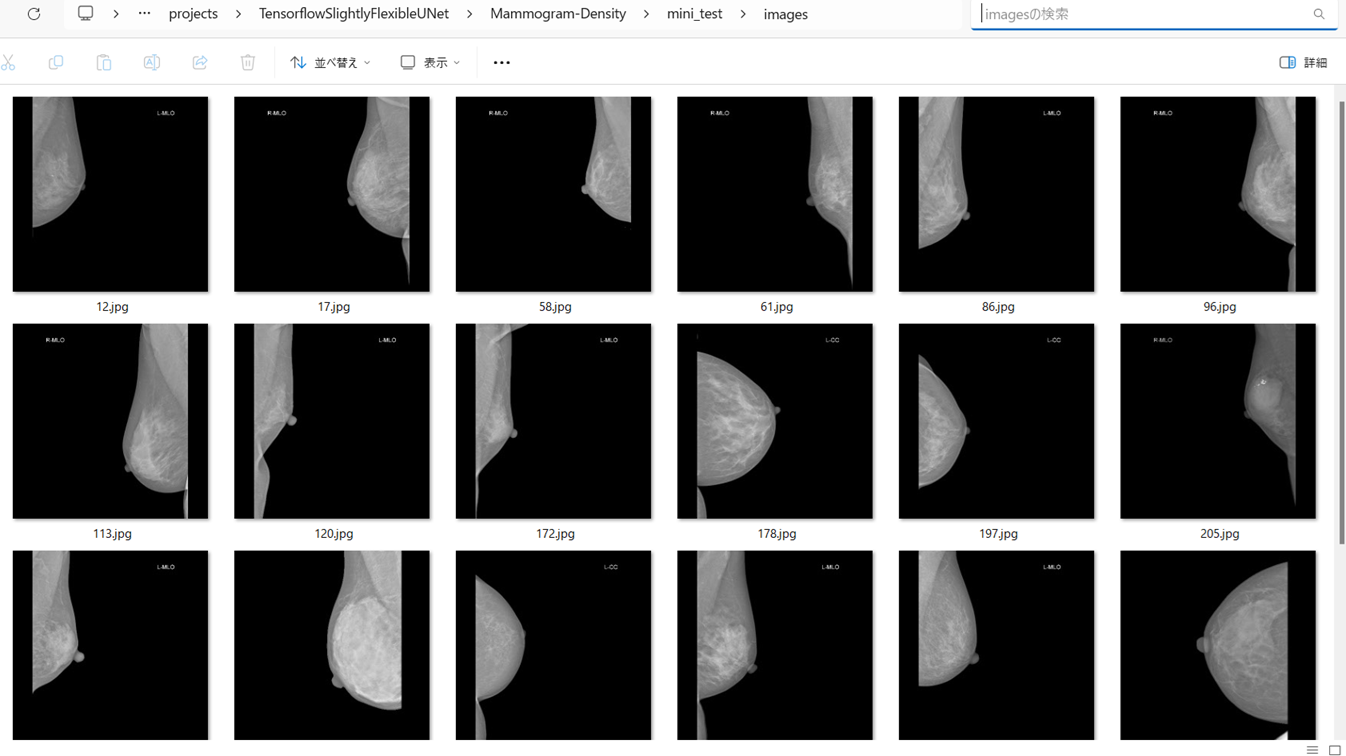 projects > TensorflowSlightlyFlexibleUNet > Mammogram-Density > mini_test > images
imagesの検索
並べ替え
表示
詳細
L-MLO
R-MLO
R-MLO
R-MLO
L-MLO
R-MLO
12.jpg
17.jpg
58.jpg
61.jpg
86.jpg
96.jpg
R-MLO
L-MLO
L-MLO
L-CC
L-CC
R-MLO
113.jpg
120.jpg
172.jpg
178.jpg
197.jpg
205.jpg
L-MLO
L-CC
L-MLO
L-MLO